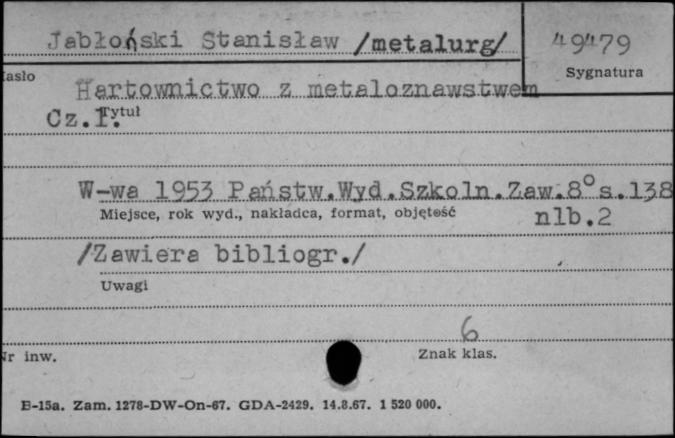 Jabłoński Stanisław /metalurg/ 49479
Sygnatura
Hasło
Hartownictwo z metaloznawstwem
Cz.I. Tytuł
W-wa 1953 Państw.Wyd.Szkoln.Zaw.8° s.138
Miejsce, rok wyd., nakładca, format, objętość nlb.2
/Zawiera bibliogr./
Uwagi
6
Nr inw. Znak klas.
E-15a. Zam. 1278-DW-On-67. GDA-2429. 14.8.67. 1 520 000.